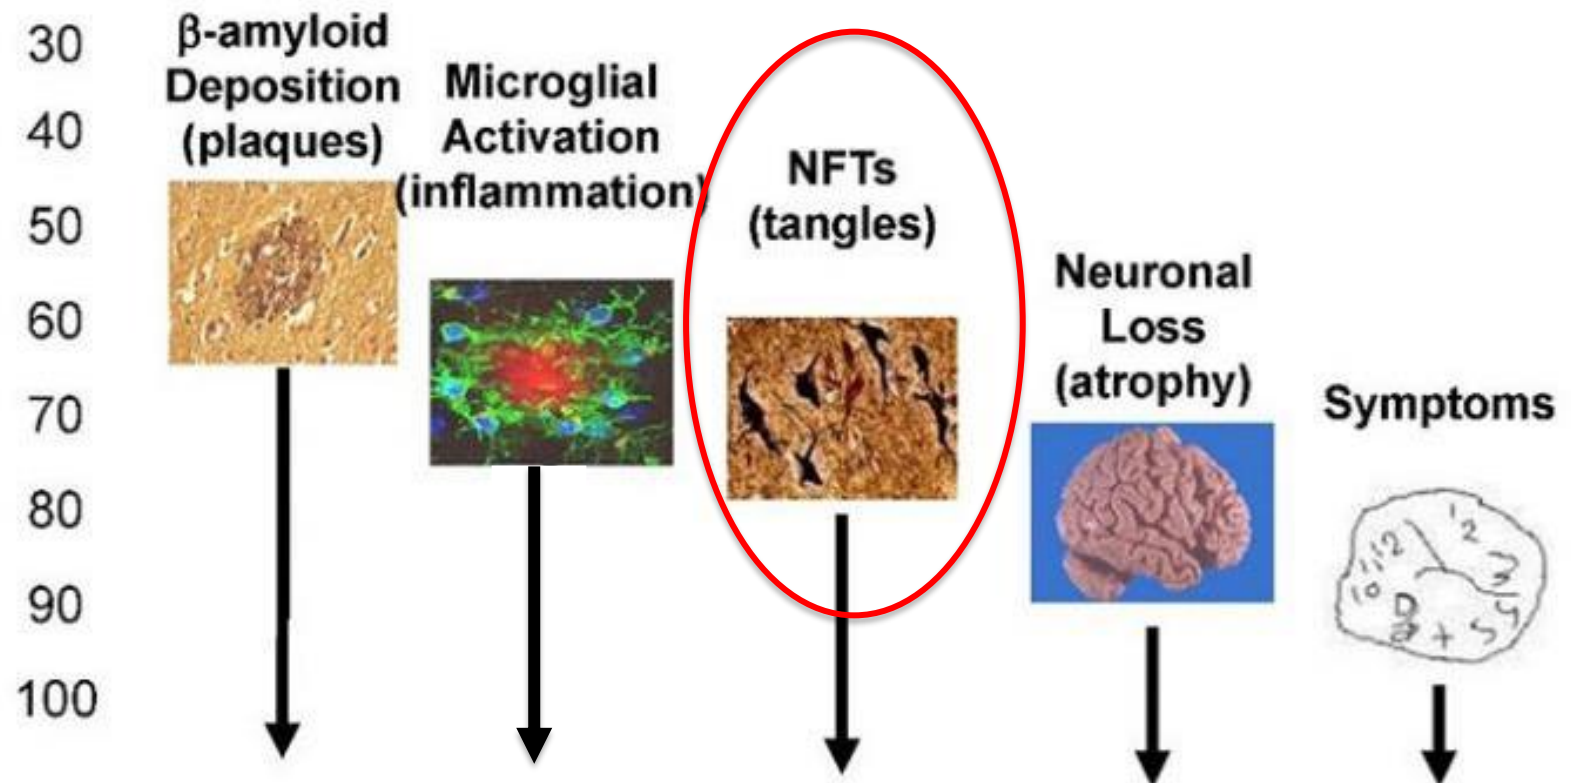 30
40
50
60
70
80
90
100
β-amyloid
Deposition
(plaques)
Microglial
Activation
(inflammation)
NFTs
(tangles)
Neuronal
Loss
(atrophy)
Symptoms
12